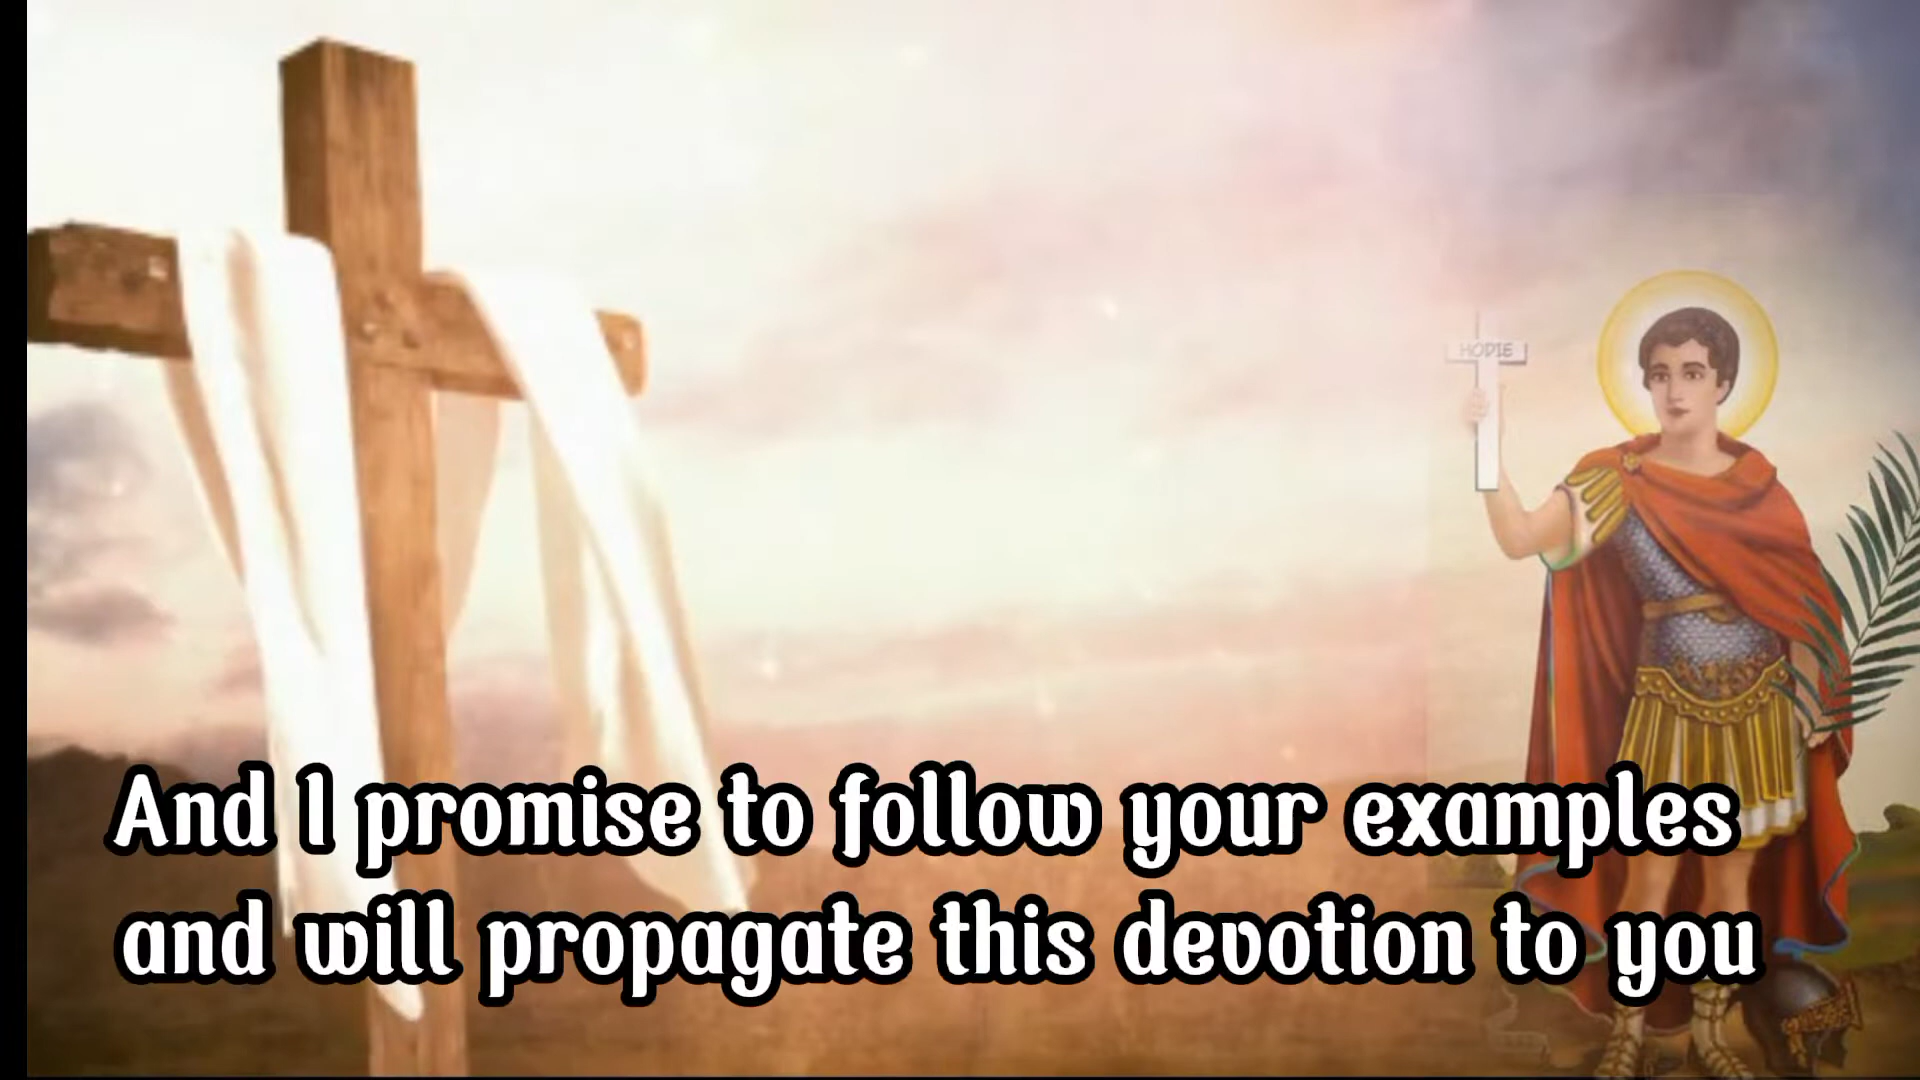 HODIE
And I promise to follow your examples
and will propagate this devotion to you